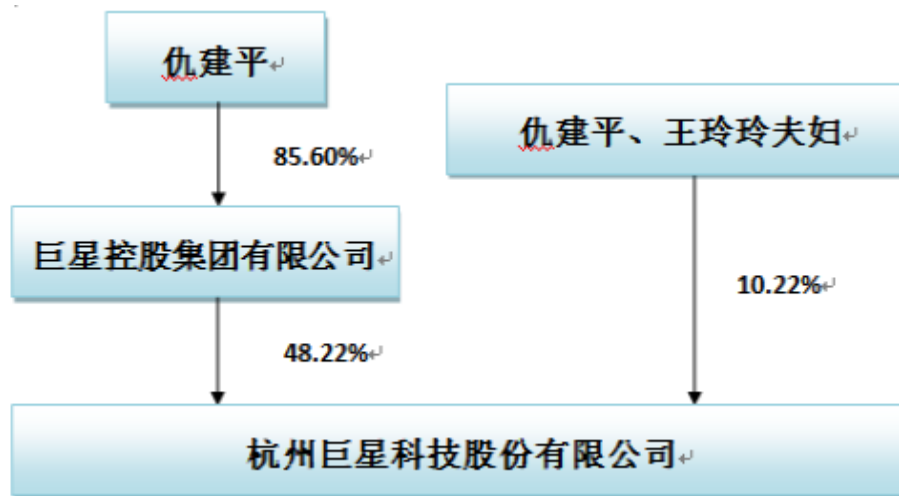 仇建平
仇建平、王玲玲夫妇
85.60%
巨星控股集团有限公司
10.22%
48.22%
杭州巨星科技股份有限公司